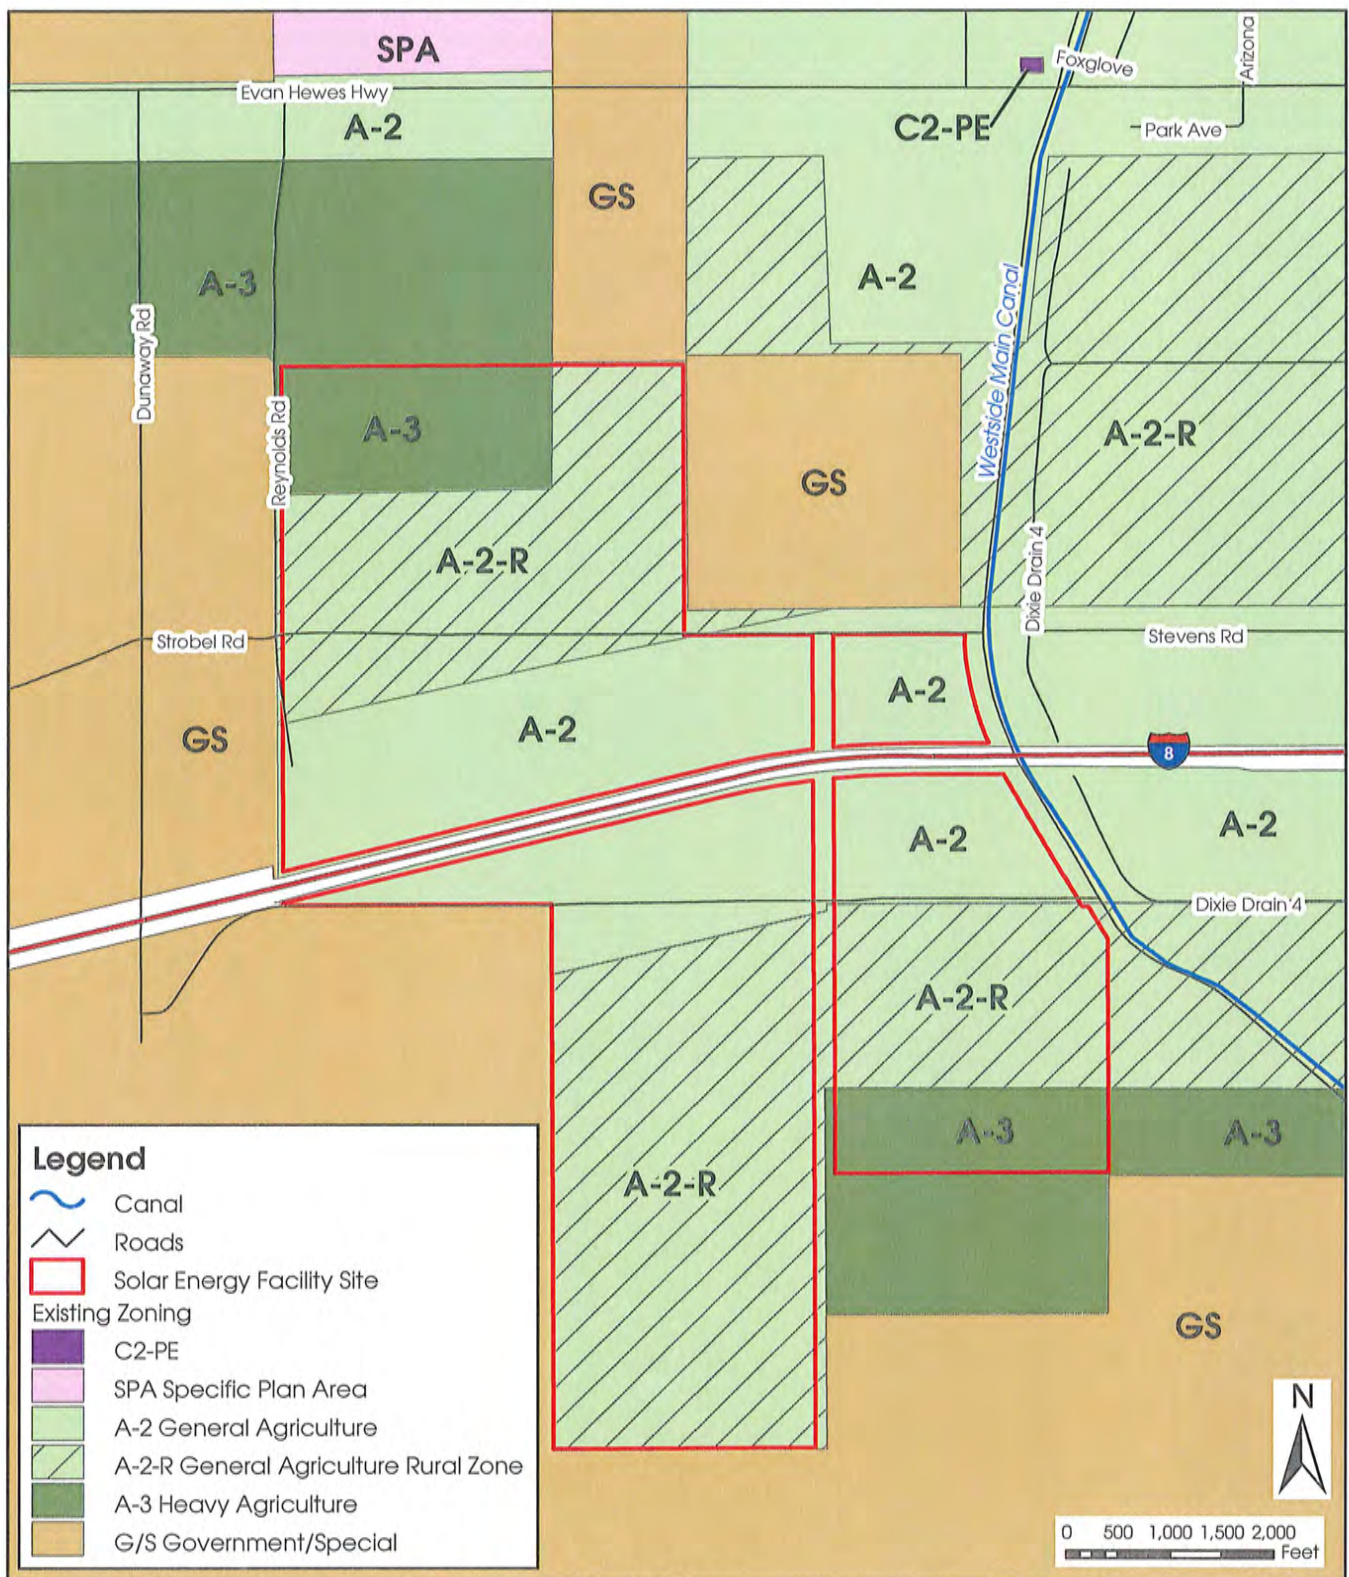 SPA
Foxglove
Arizona
Evan Hewes Hwy
A-2
C2-PE
Park Ave
GS
A-3
A-2
Dunaway Rd
Westside Main Canal
Reynolds Rd
A-3
A-2-R
GS
A-2-R
Dixie Drain 4
Strobel Rd
Stevens Rd
A-2
GS
A-2
8
A-2
A-2
Dixie Drain 4
A-2-R
A-3
A-3
A-2-R
GS
Legend
Canal
Roads
Solar Energy Facility Site
Existing Zoning
C2-PE
SPA Specific Plan Area
A-2 General Agriculture
A-2-R General Agriculture Rural Zone
A-3 Heavy Agriculture
G/S Government/Special
N
0 500 1,000 1,500 2,000
Feet